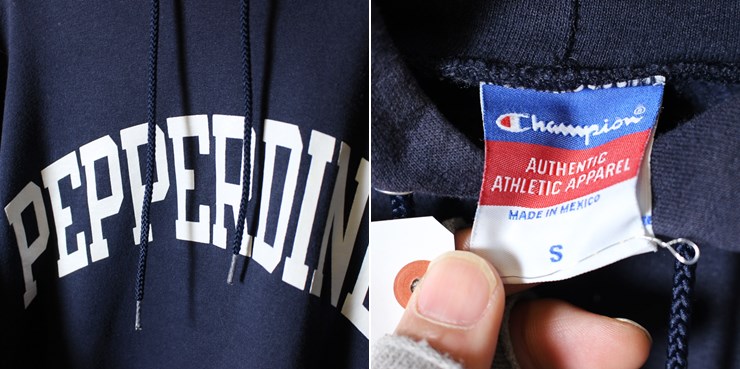 PEPPERDIN
Champion®
AUTHENTIC
ATHLETIC APPAREL
MADE IN MEXICO
S